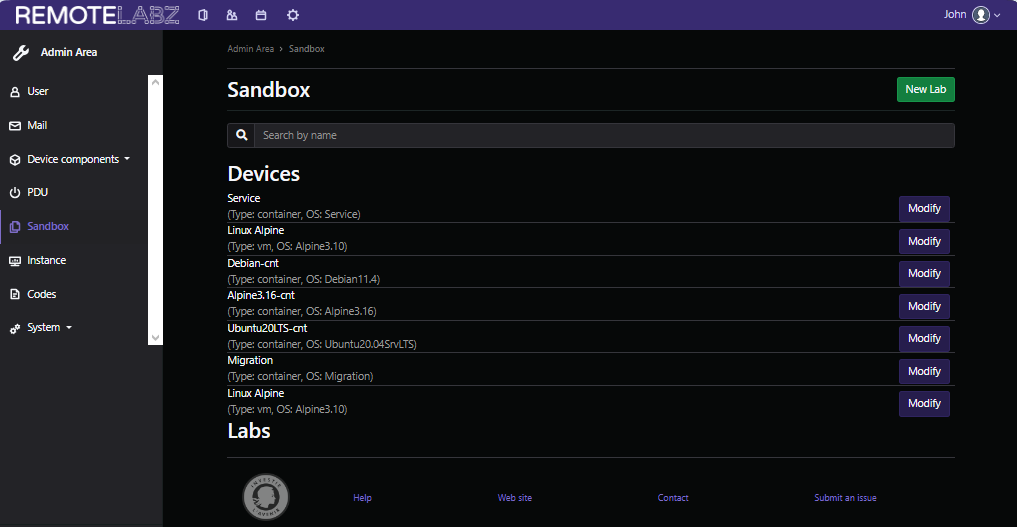 REMOTELABZ
John
Admin Area
User
Mail
Device components
PDU
Sandbox
Instance
Codes
System
Admin Area › Sandbox
Sandbox
New Lab
Search by name
Devices
Service
(Type: container, OS: Service)
Modify
Linux Alpine
(Type: vm, OS: Alpine3.10)
Modify
Debian-cnt
(Type: container, OS: Debian11.4)
Modify
Alpine3.16-cnt
(Type: container, OS: Alpine3.16)
Modify
Ubuntu20LTS-cnt
(Type: container, OS: Ubuntu20.04SrvLTS)
Modify
Migration
(Type: container, OS: Migration)
Modify
Linux Alpine
(Type: vm, OS: Alpine3.10)
Modify
Labs
INVESTIR
L'AVENIR
Help
Web site
Contact
Submit an issue